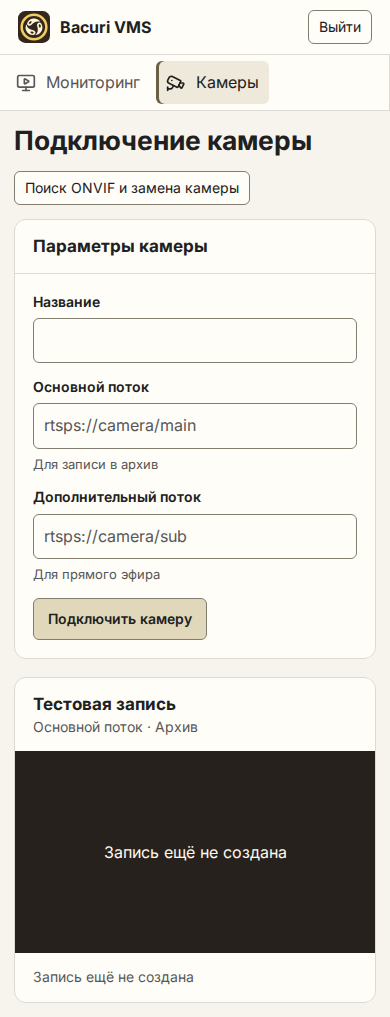 Bacuri VMS
Выйти
Мониторинг
Камеры
Подключение камеры
Поиск ONVIF и замена камеры
Параметры камеры
Название
Основной поток
rtsps://camera/main
Для записи в архив
Дополнительный поток
rtsps://camera/sub
Для прямого эфира
Подключить камеру
Тестовая запись
Основной поток · Архив
Запись ещё не создана
Запись ещё не создана